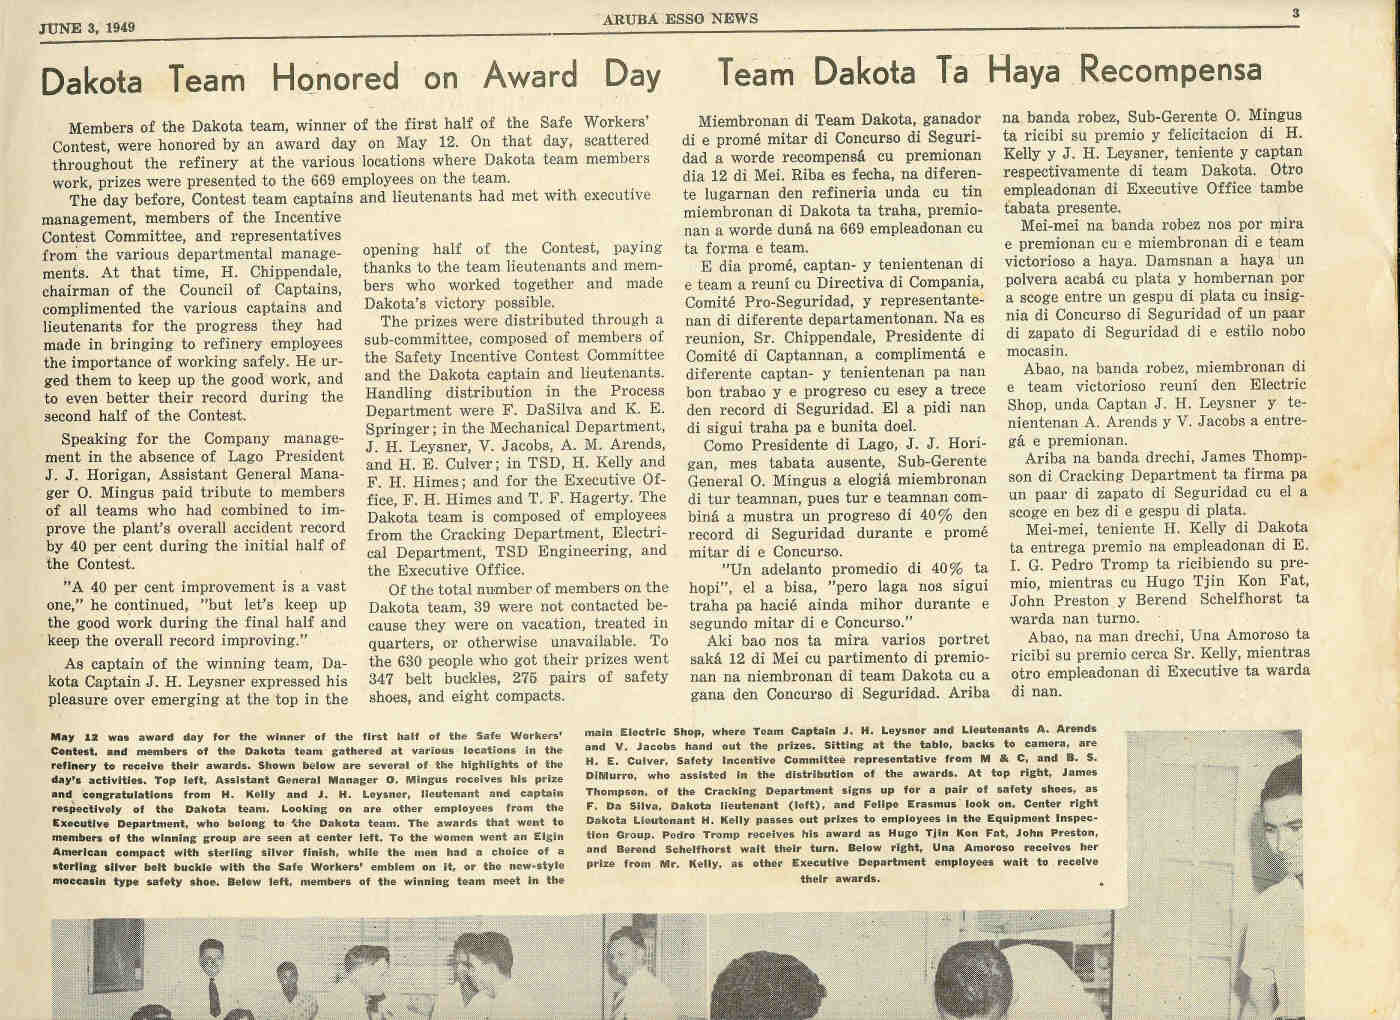 JUNE 3, 1949
ARUBA ESSO NEWS
3
Dakota Team Honored on Award Day
Members of the Dakota team, winner of the first half of the Safe Workers'
Contest, were honored by an award day on May 12. On that day, scattered
throughout the refinery at the various locations where Dakota team members
work, prizes were presented to the 669 employees on the team.
The day before, Contest team captains and lieutenants had met with executive
management, members of the Incentive
Contest Committee, and representatives
from the various departmental manage-
ments. At that time, H. Chippendale,
chairman of the Council of Captains,
complimented the various captains and
lieutenants for the progress they had
made in bringing to refinery employees
the importance of working safely. He ur-
ged them to keep up the good work, and
to even better their record during the
second half of the Contest.
Speaking for the Company manage-
ment in the absence of Lago President
J. J. Horigan, Assistant General Mana-
ger O. Mingus paid tribute to members
of all teams who had combined to im-
prove the plant's overall accident record
by 40 per cent during the initial half of
the Contest.
"A 40 per cent improvement is a vast
one," he continued, "but let's keep up
the good work during the final half and
keep the overall record improving."
As captain of the winning team, Da-
kota Captain J. H. Leysner expressed his
pleasure over emerging at the top in the
opening half of the Contest, paying
thanks to the team lieutenants and mem-
bers who worked together and made
Dakota's victory possible.
The prizes were distributed through a
sub-committee, composed of members of
the Safety Incentive Contest Committee
and the Dakota captain and lieutenants.
Handling distribution in the Process
Department were F. DaSilva and K. E.
Springer; in the Mechanical Department,
J. H. Leysner, V. Jacobs, A. M. Arends,
and H. E. Culver; in TSD, H. Kelly and
F. H. Himes; and for the Executive Of-
fice, F. H. Himes and T. F. Hagerty. The
Dakota team is composed of employees
from the Cracking Department, Electri-
cal Department, TSD Engineering, and
the Executive Office.
Of the total number of members on the
Dakota team, 39 were not contacted be-
cause they were on vacation, treated in
quarters, or otherwise unavailable. To
the 630 people who got their prizes went
347 belt buckles, 275 pairs of safety
shoes, and eight compacts.
Team Dakota Ta Haya Recompensa
Miembronan di Team Dakota, ganador
di e promé mitar di Concurso di Seguri-
dad a worde recompensá cu premionan
dia 12 di Mei. Riba es fecha, na diferen-
te lugarnan den refineria unda cu tin
miembronan di Dakota ta traha, premio-
nan a worde duná na 669 empleadonan cu
ta forma e team.
E dia promé, captan- y tenientenan di
e team a reuní cu Directiva di Compania,
Comité Pro-Seguridad, y representante-
nan di diferente departamentonan. Na es
reunion, Sr. Chippendale, Presidente di
Comité di Captannan, a complimentá e
diferente captan- y tenientenan pa nan
bon trabao y e progreso cu esey a trece
den record di Seguridad. El a pidi nan
di sigui traha pa e bunita doel.
Como Presidente di Lago, J. J. Hori-
gan, mes tabata ausente, Sub-Gerente
General O. Mingus a elogiá miembronan
di tur teamnan, pues tur e teamnan com-
biná a mustra un progreso di 40% den
record di Seguridad durante e promé
mitar di e Concurso.
"Un adelanto promedio di 40% ta
hopi", el a bisa, "pero laga nos sigui
traha pa hacié ainda mihor durante e
segundo mitar di e Concurso."
Aki bao nos ta mira varios portret
saká 12 di Mei cu partimento di premio-
nan na niembronan di team Dakota cu a
gana den Concurso di Seguridad. Ariba
na banda robez, Sub-Gerente O. Mingus
ta ricibi su premio y felicitacion di H.
Kelly y J. H. Leysner, teniente y captan
respectivamente di team Dakota. Otro
empleadonan di Executive Office tambe
tabata presente.
Mei-mei na banda robez nos por mira
e premionan cu e miembronan di e team
victorioso a haya. Damsnan a haya un
polvera acabá cu plata y hombernan por
a scoge entre un gespu di plata cu insig-
nia di Concurso di Seguridad of un paar
di zapato di Seguridad di e estilo nobo
mocasin.
Abao, na banda robez, miembronan di
e team victorioso reuní den Electric
Shop, unda Captan J. H. Leysner y te-
nientenan A. Arends y V. Jacobs a entre-
gá e premionan.
Ariba na banda drechi, James Thomp-
son di Cracking Department ta firma pa
un paar di zapato di Seguridad cu el a
scoge en bez di e gespu di plata.
Mei-mei, teniente H. Kelly di Dakota
ta entrega premio na empleadonan di E.
I. G. Pedro Tromp ta ricibiendo su pre-
mio, mientras cu Hugo Tjin Kon Fat,
John Preston y Berend Schelfhorst ta
warda nan turno.
Abao, na man drechi, Una Amoroso ta
ricibi su premio cerca Sr. Kelly, mientras
otro empleadonan di Executive ta warda
di nan.
May 12 was award day for the winner of the first half of the Safe Workers'
Contest, and members of the Dakota team gathered at various locations in the
refinery to receive their awards. Shown below are several of the highlights of the
day's activities. Top left, Assistant General Manager O. Mingus receives his prize
and congratulations from H. Kelly and J. H. Leysner, lieutenant and captain
respectively of the Dakota team. Looking on are other employees from the
Executive Department, who belong to the Dakota team. The awards that went to
members of the winning group are seen at center left. To the women went an Elgin
American compact with sterling silver finish, while the men had a choice of a
sterling silver belt buckle with the Safe Workers' emblem on it, or the new-style
moccasin type safety shoe. Below left, members of the winning team meet in the
main Electric Shop, where Team Captain J. H. Leysner and Lieutenants A. Arends
and V. Jacobs hand out the prizes. Sitting at the table, backs to camera, are
H. E. Culver, Safety Incentive Committee representative from M & C, and B. S.
DiMurro, who assisted in the distribution of the awards. At top right, James
Thompson, of the Cracking Department signs up for a pair of safety shoes, as
F. Da Silva, Dakota lieutenant (left), and Felipe Erasmus look on. Center right
Dakota Lieutenant H. Kelly passes out prizes to employees in the Equipment Inspec-
tion Group. Pedro Tromp receives his award as Hugo Tjin Kon Fat, John Preston,
and Berend Schelfhorst wait their turn. Below right, Una Amoroso receives her
prize from Mr. Kelly, as other Executive Department employees wait to receive
their awards.